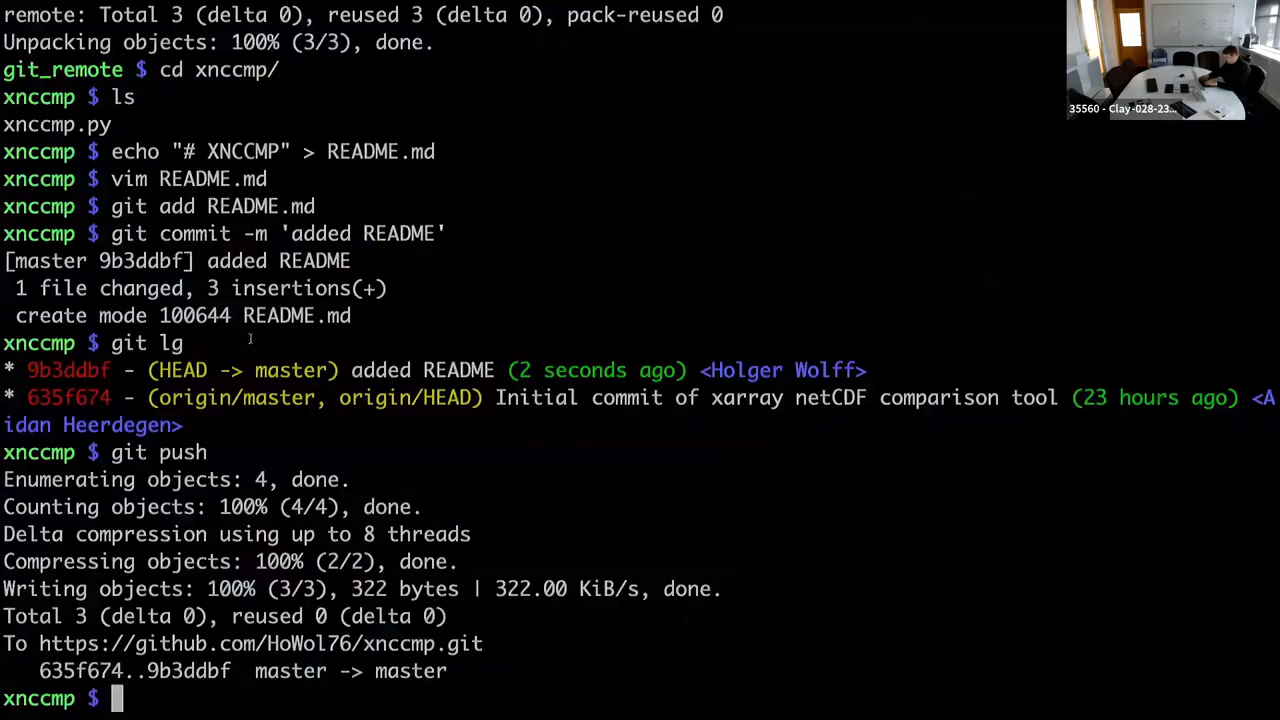 remote: Total 3 (delta 0), reused 3 (delta 0), pack-reused 0
Unpacking objects: 100% (3/3), done.
git_remote $ cd xnccmp/
xnccmp $ ls
xnccmp.py
xnccmp $ echo "# XNCCMP" > README.md
xnccmp $ vim README.md
xnccmp $ git add README.md
xnccmp $ git commit -m 'added README'
[master 9b3ddbf] added README
 1 file changed, 3 insertions(+)
 create mode 100644 README.md
xnccmp $ git lg
* 9b3ddbf - (HEAD -> master) added README (2 seconds ago) <Holger Wolff>
* 635f674 - (origin/master, origin/HEAD) Initial commit of xarray netCDF comparison tool (23 hours ago) <A
idan Heerdegen>
xnccmp $ git push
Enumerating objects: 4, done.
Counting objects: 100% (4/4), done.
Delta compression using up to 8 threads
Compressing objects: 100% (2/2), done.
Writing objects: 100% (3/3), 322 bytes | 322.00 KiB/s, done.
Total 3 (delta 0), reused 0 (delta 0)
To https://github.com/HoWol76/xnccmp.git
   635f674..9b3ddbf  master -> master
xnccmp $
35560 - Clay-028-23...